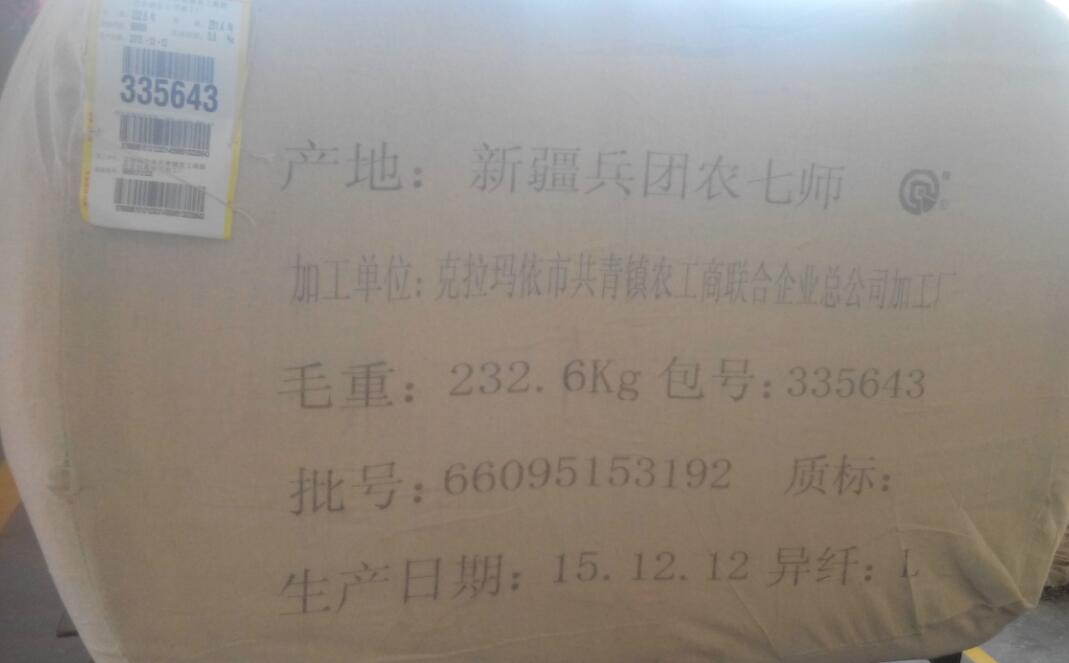 335643
产地：新疆兵团农七师
加工单位：克拉玛依市共青镇农工商联合企业总公司加工厂
毛重：232.6Kg 包号：335643
批号：66095153192 质标：
生产日期：15.12.12 异纤：L